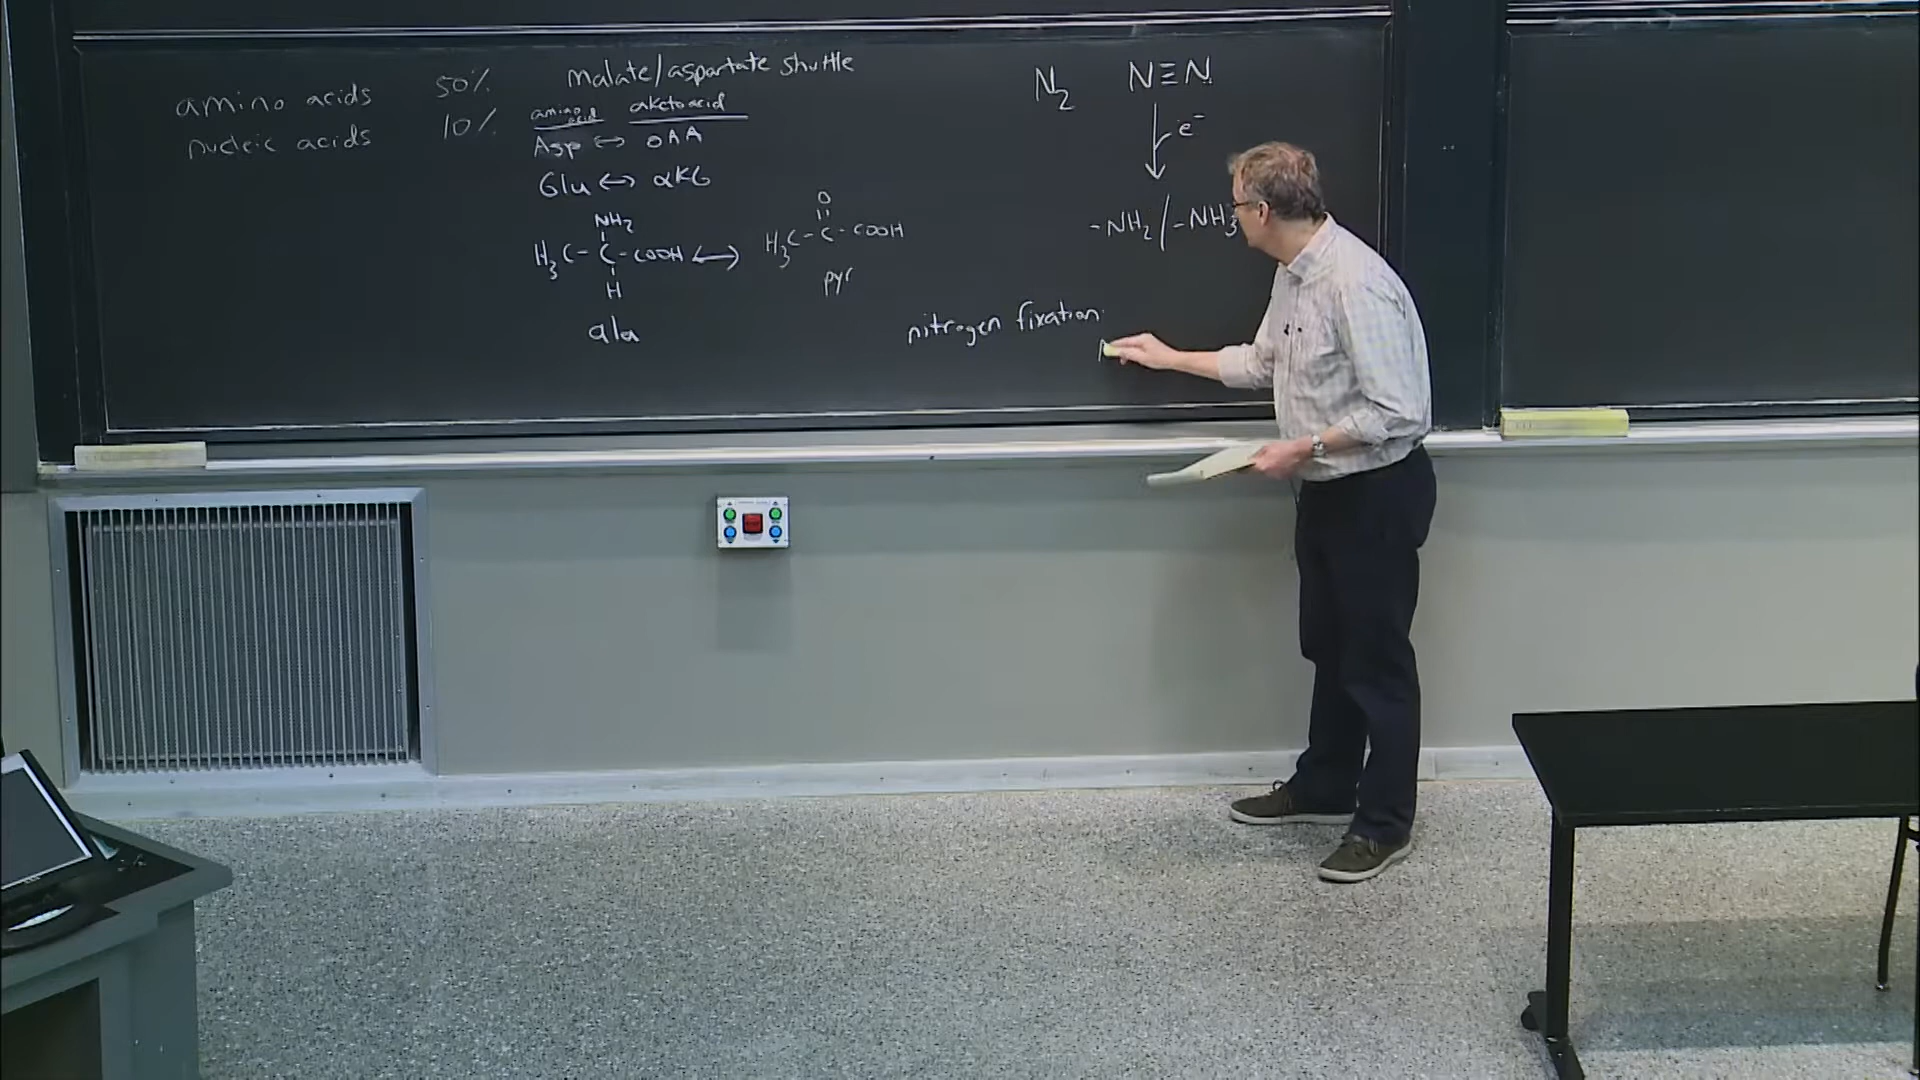 amino acids 50%
nucleic acids 10%
malate/aspartate shuttle
amino acid αketoacid
Asp ↔ OAA
Glu ↔ αKG
NH₂
H₃C - C - COOH ↔
H
ala
O
H₃C - C - COOH
pyr
N₂ N≡N
e⁻
-NH₂/-NH₃
nitrogen fixation: